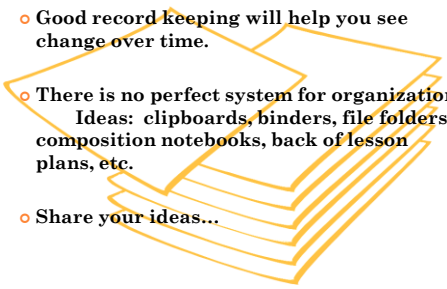 Good record keeping will help you see
change over time.
There is no perfect system for organization
Ideas: clipboards, binders, file folders
composition notebooks, back of lesson
plans, etc.
Share your ideas…